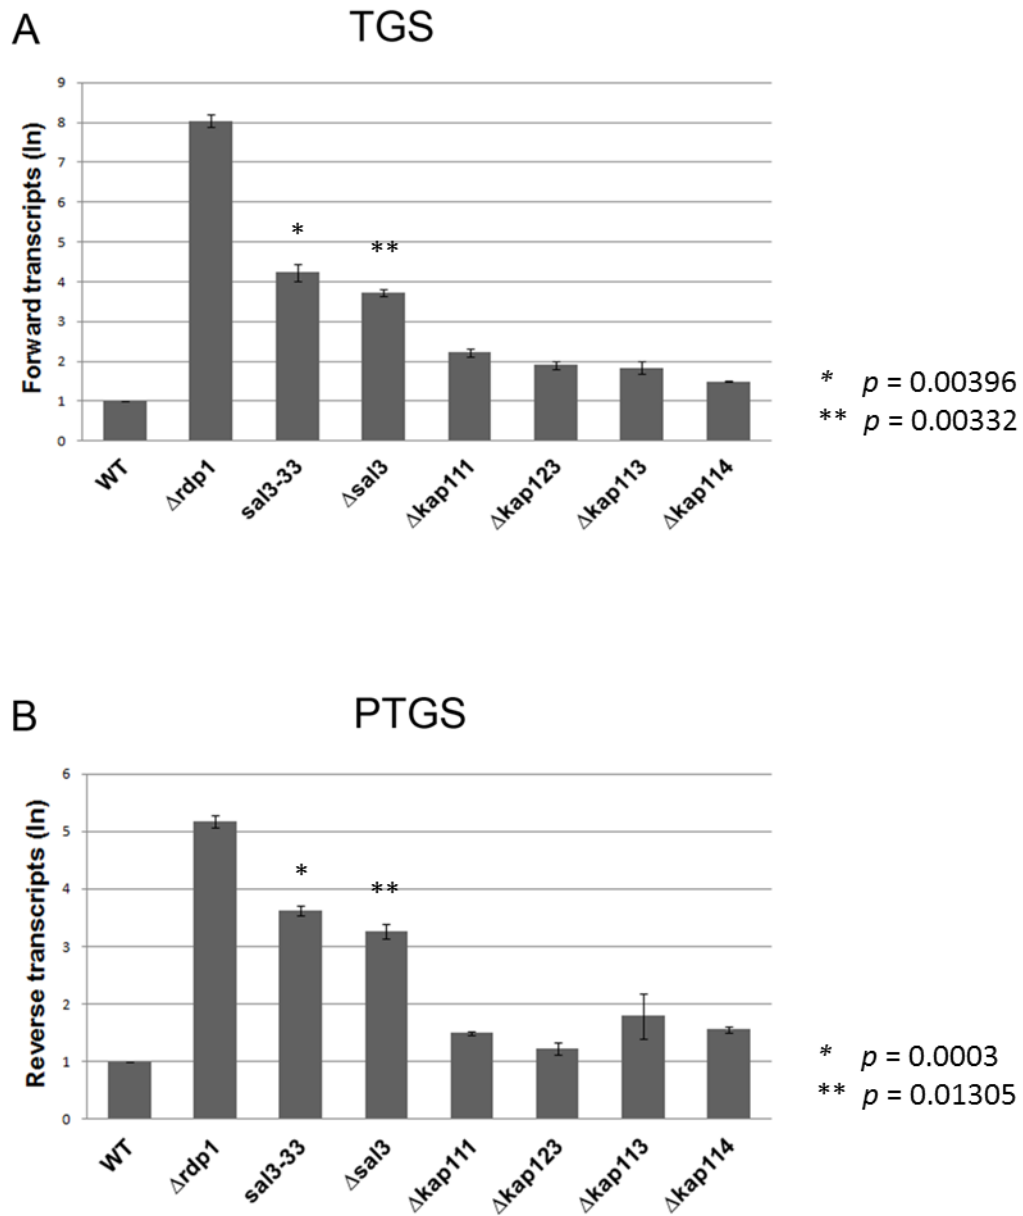 A
TGS
Forward transcripts (ln)
9
8
7
6
5
4
3
2
1
0
*
**
WT
Δrdp1
sal3-33
Δsal3
Δkap111
Δkap123
Δkap113
Δkap114
* p = 0.00396
** p = 0.00332
B
PTGS
Reverse transcripts (ln)
6
5
4
3
2
1
0
*
**
WT
Δrdp1
sal3-33
Δsal3
Δkap111
Δkap123
Δkap113
Δkap114
* p = 0.0003
** p = 0.01305